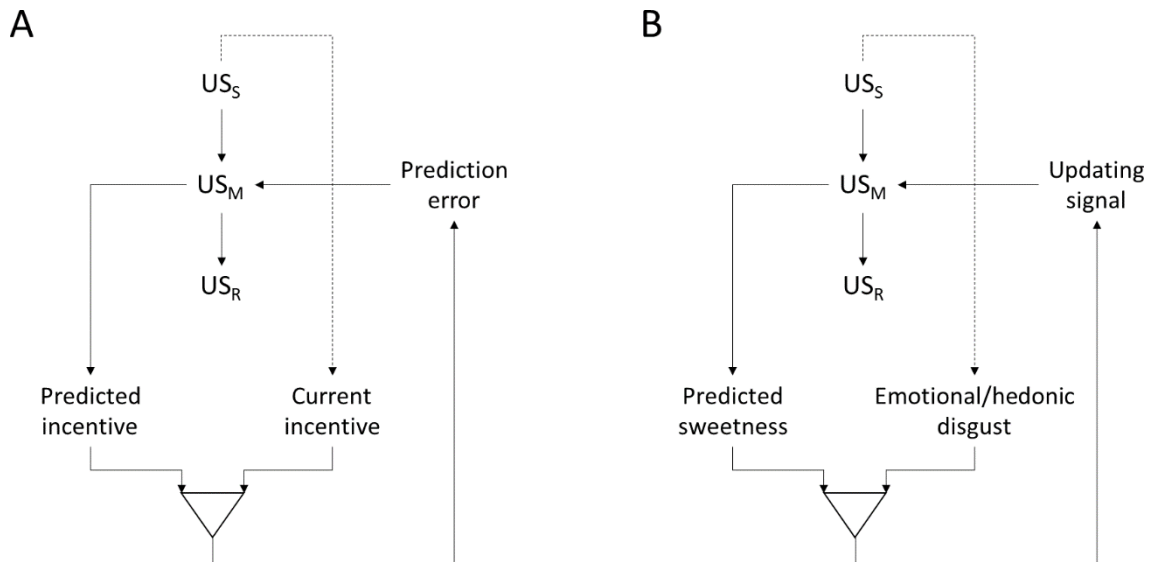 A
US_S
US_M
Prediction
error
US_R
Predicted
incentive
Current
incentive
B
US_S
US_M
Updating
signal
US_R
Predicted
sweetness
Emotional/hedonic
disgust